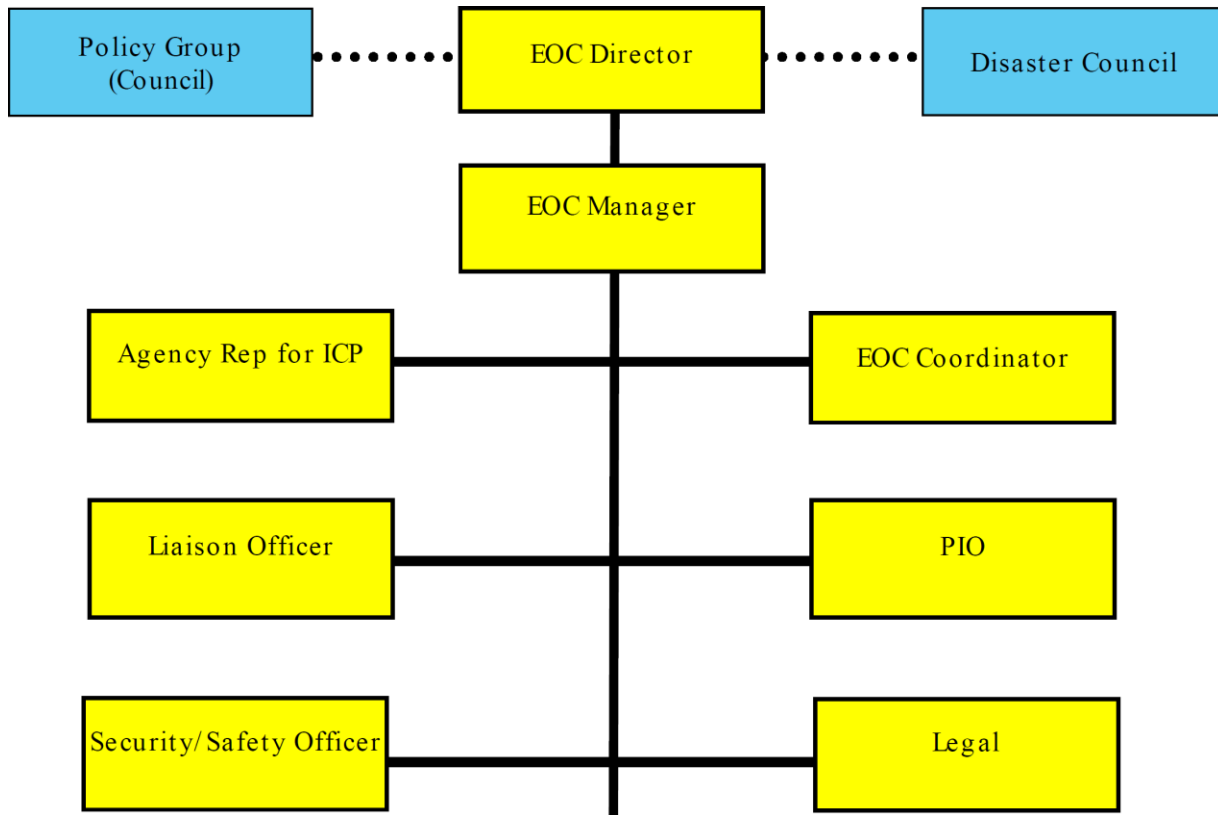 Policy Group
(Council)
EOC Director
Disaster Council
EOC Manager
Agency Rep for ICP
EOC Coordinator
Liaison Officer
PIO
Security/Safety Officer
Legal